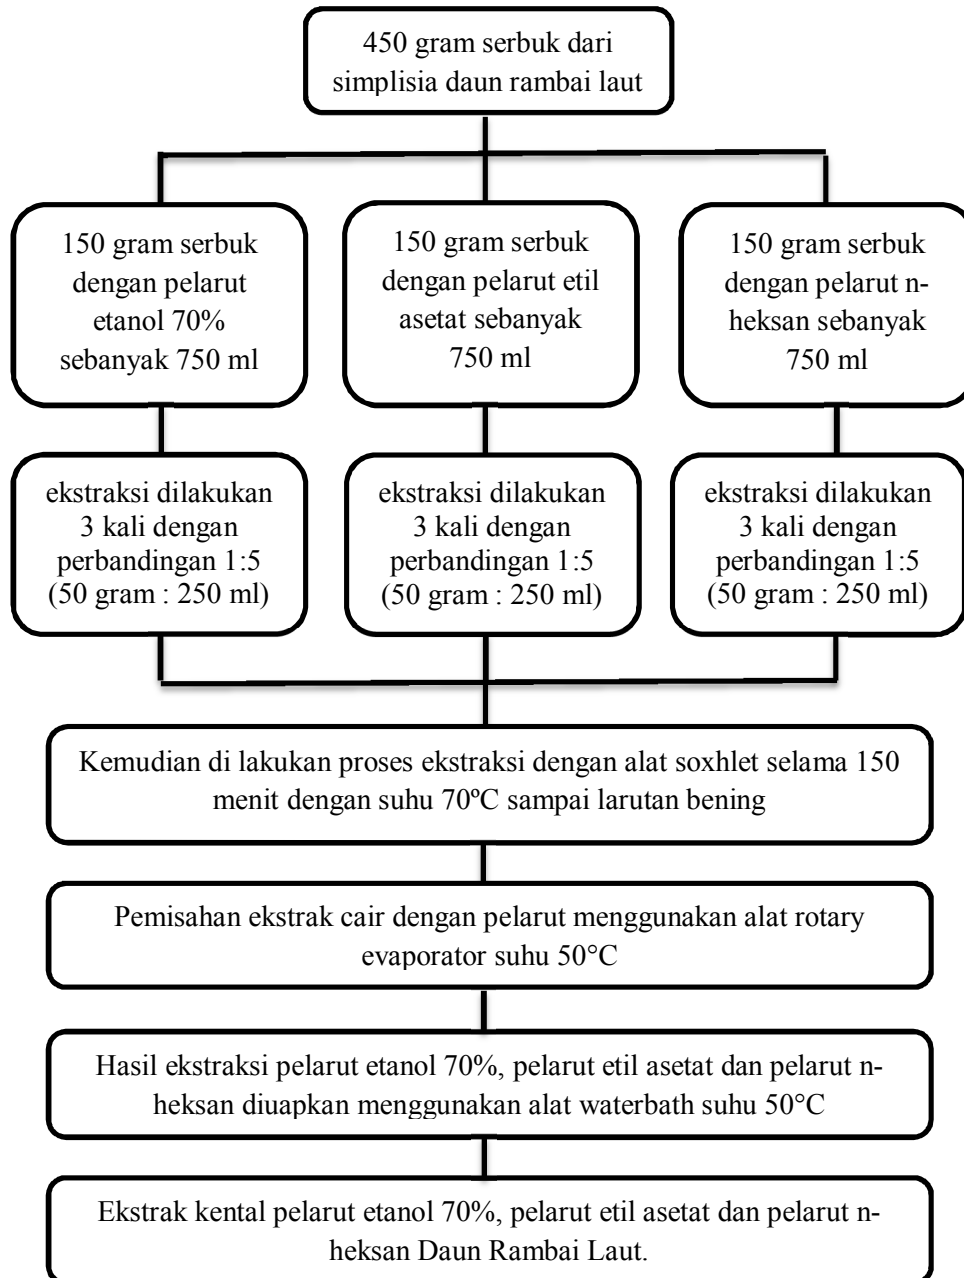 450 gram serbuk dari
simplisia daun rambai laut
150 gram serbuk
dengan pelarut
etanol 70%
sebanyak 750 ml
150 gram serbuk
dengan pelarut etil
asetat sebanyak
750 ml
150 gram serbuk
dengan pelarut n-
heksan sebanyak
750 ml
ekstraksi dilakukan
3 kali dengan
perbandingan 1:5
(50 gram : 250 ml)
ekstraksi dilakukan
3 kali dengan
perbandingan 1:5
(50 gram : 250 ml)
ekstraksi dilakukan
3 kali dengan
perbandingan 1:5
(50 gram : 250 ml)
Kemudian di lakukan proses ekstraksi dengan alat soxhlet selama 150
menit dengan suhu 70ºC sampai larutan bening
Pemisahan ekstrak cair dengan pelarut menggunakan alat rotary
evaporator suhu 50°C
Hasil ekstraksi pelarut etanol 70%, pelarut etil asetat dan pelarut n-
heksan diuapkan menggunakan alat waterbath suhu 50°C
Ekstrak kental pelarut etanol 70%, pelarut etil asetat dan pelarut n-
heksan Daun Rambai Laut.